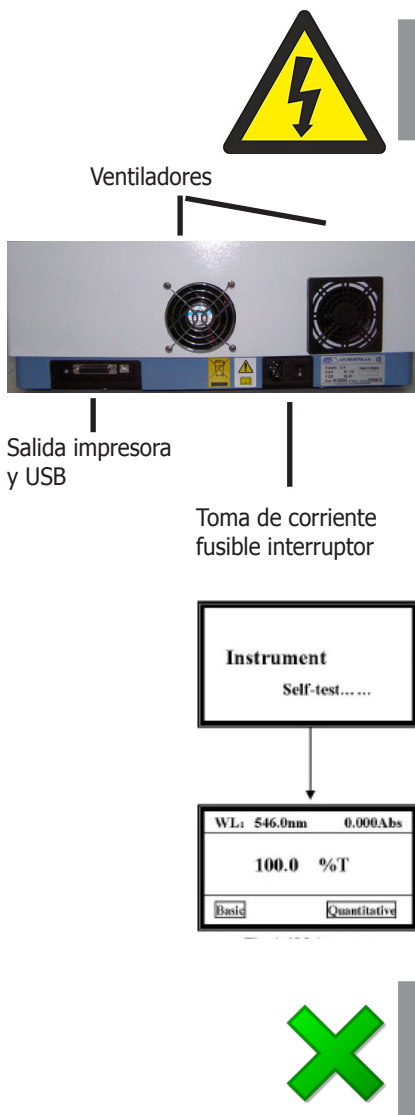 Ventiladores
Salida impresora
y USB
Toma de corriente
fusible interruptor
Instrument
Self-test......
WL: 546.0nm 0.000Abs
100.0 %T
Basic Quantitative